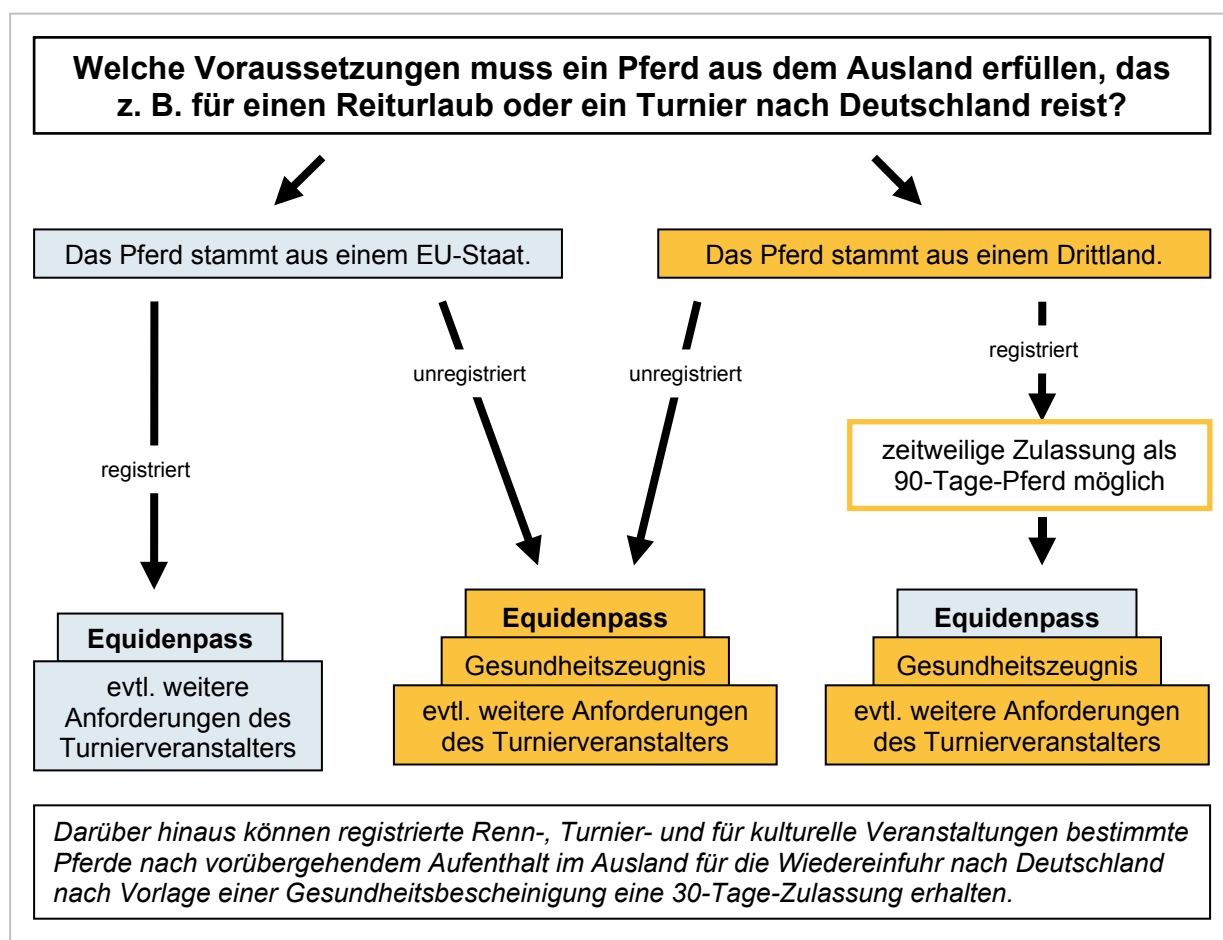 Welche Voraussetzungen muss ein Pferd aus dem Ausland erfüllen, das
z. B. für einen Reiturlaub oder ein Turnier nach Deutschland reist?
Das Pferd stammt aus einem EU-Staat.
Das Pferd stammt aus einem Drittland.
registriert
unregistriert
unregistriert
registriert
zeitweilige Zulassung als
90-Tage-Pferd möglich
Equidenpass
evtl. weitere
Anforderungen des
Turnierveranstalters
Equidenpass
Gesundheitszeugnis
evtl. weitere Anforderungen
des Turnierveranstalters
Equidenpass
Gesundheitszeugnis
evtl. weitere Anforderungen
des Turnierveranstalters
Darüber hinaus können registrierte Renn-, Turnier- und für kulturelle Veranstaltungen bestimmte
Pferde nach vorübergehendem Aufenthalt im Ausland für die Wiedereinfuhr nach Deutschland
nach Vorlage einer Gesundheitsbescheinigung eine 30-Tage-Zulassung erhalten.